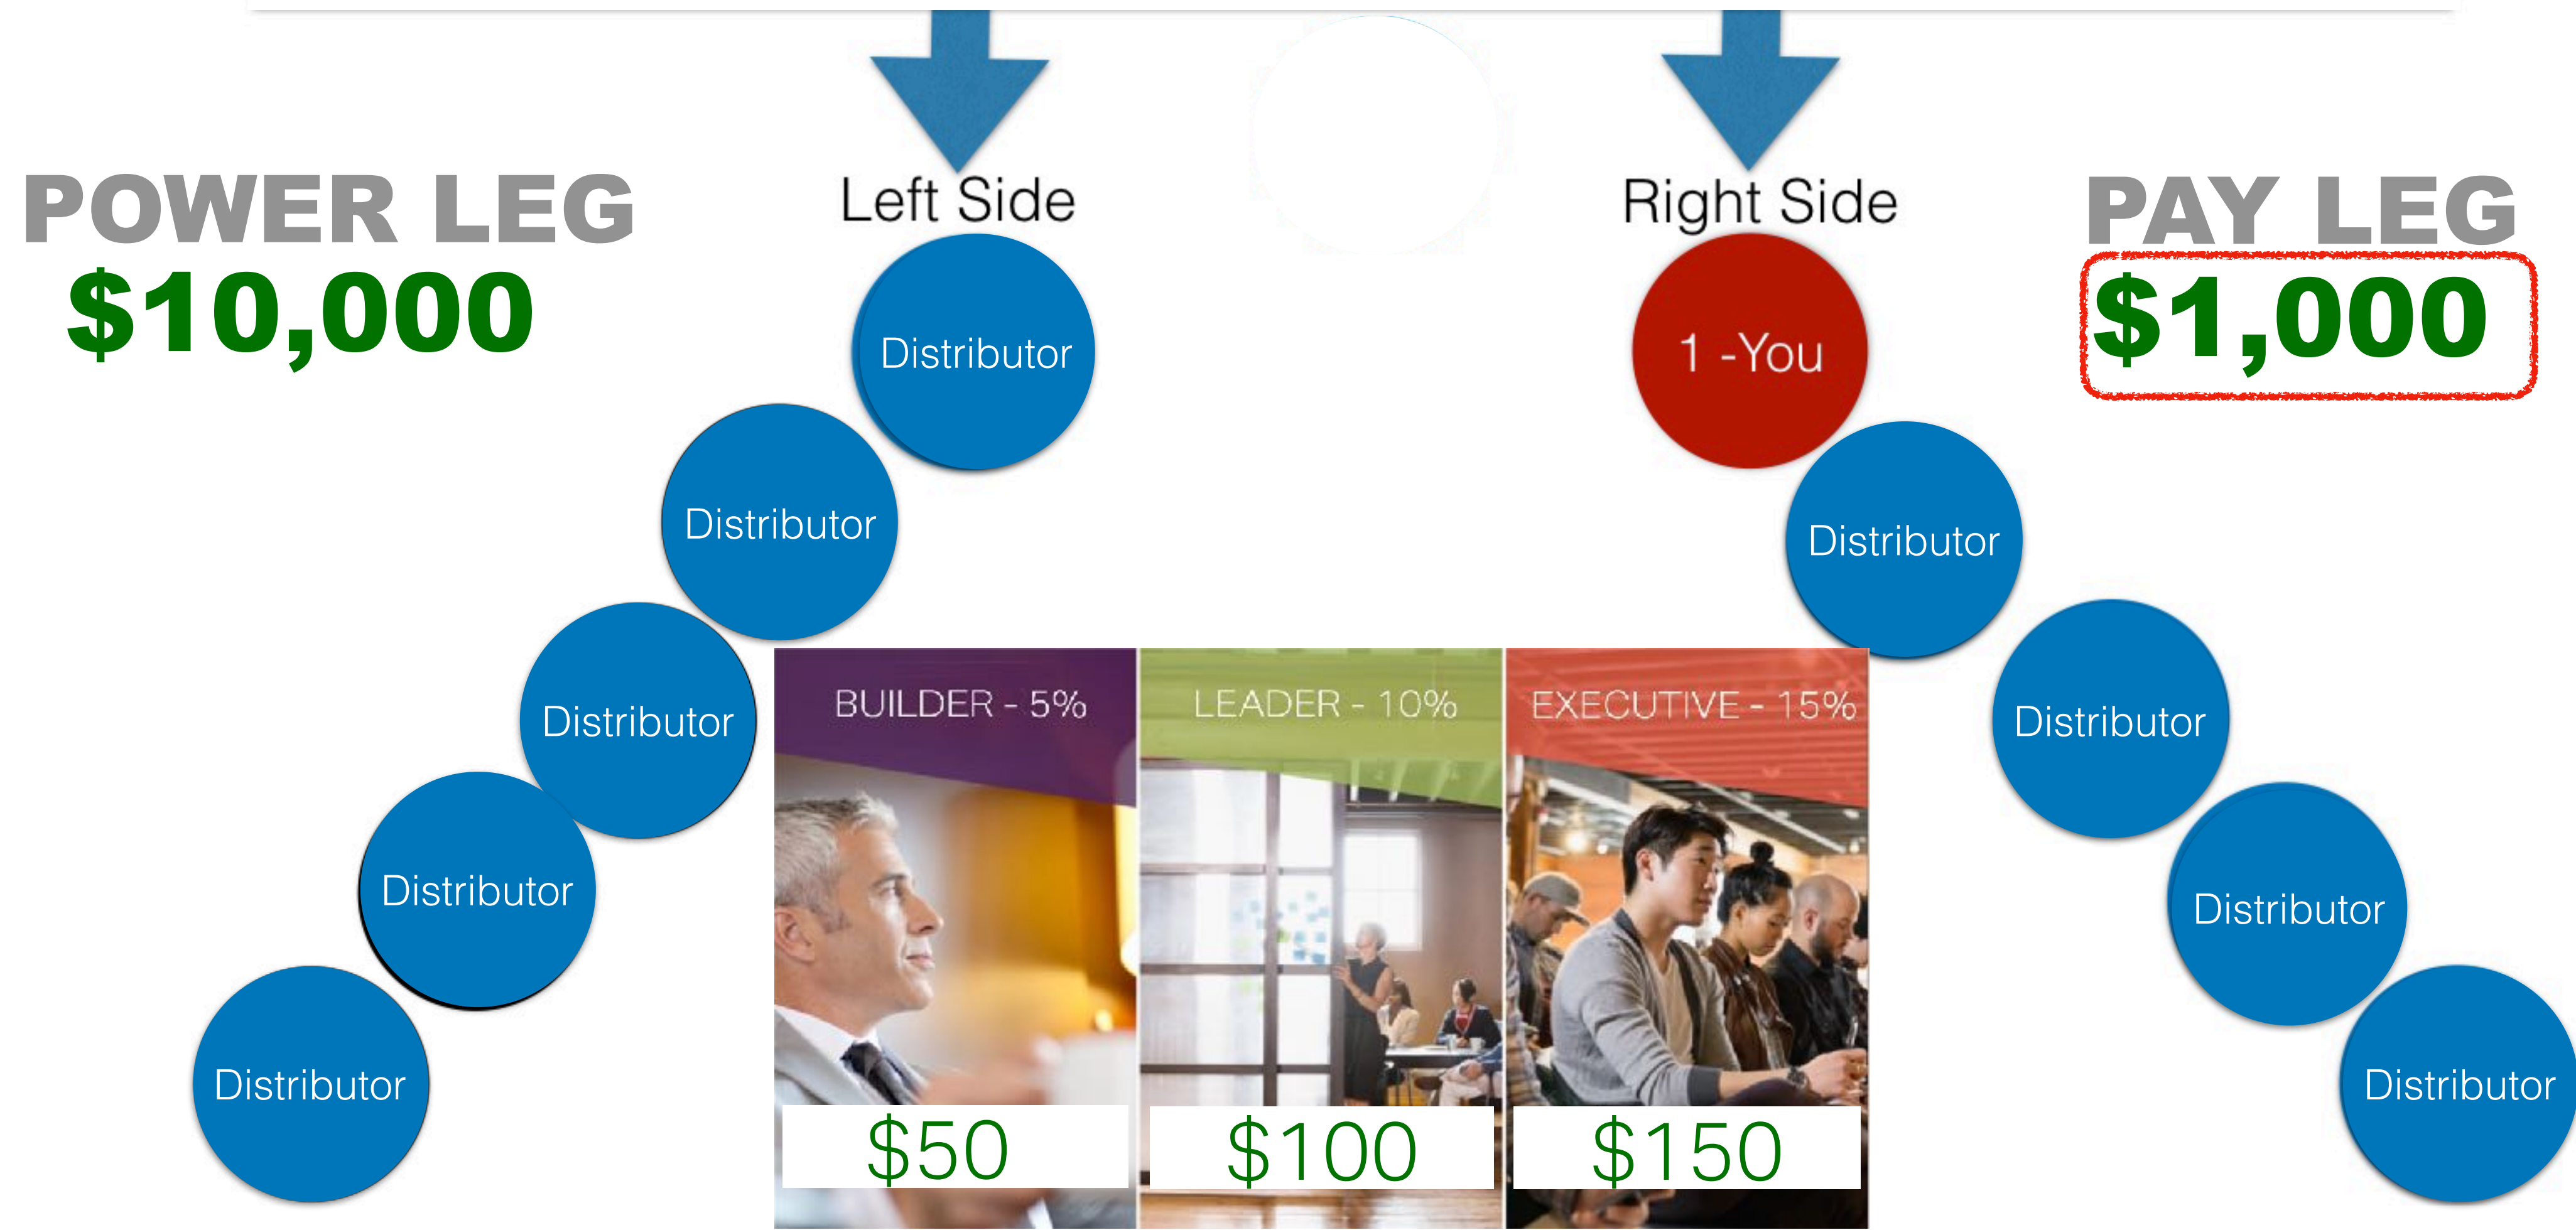 Left Side
Right Side
POWER LEG
$10,000
PAY LEG
$1,000
Distributor
1 -You
Distributor
Distributor
Distributor
Distributor
Distributor
Distributor
Distributor
Distributor
BUILDER - 5%
LEADER - 10%
EXECUTIVE - 15%
$50
$100
$150